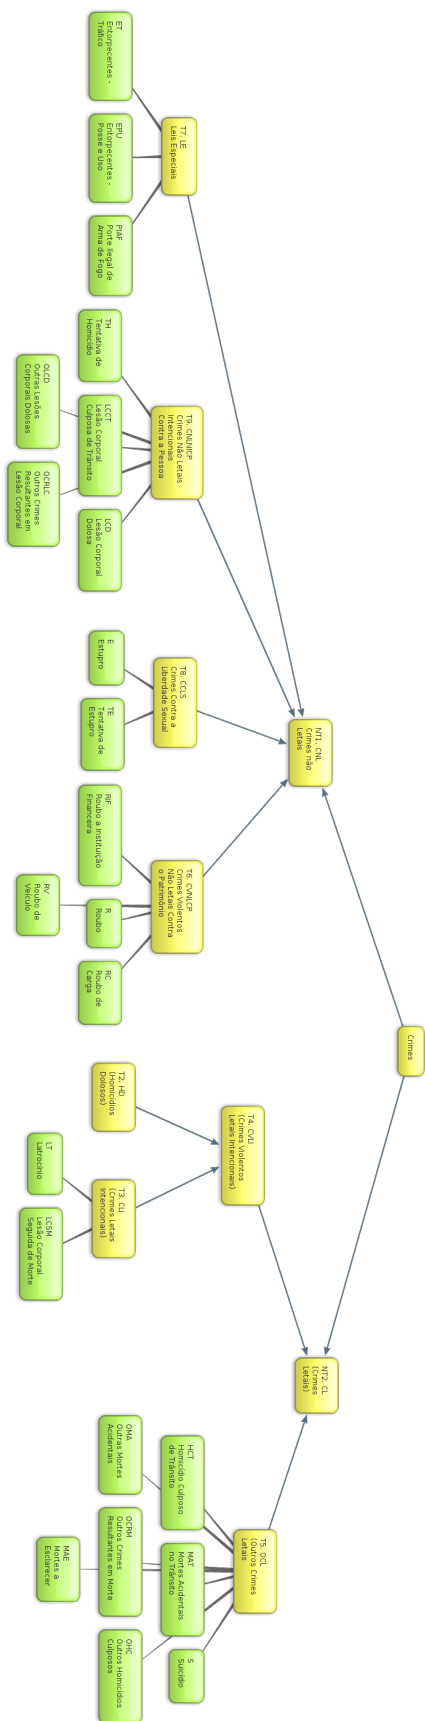 Crimes
NT1. CNL
Crimes não
Letais
NT2. CL
(Crimes
Letais)
T7. LE
Leis Especiais
ET
Entorpecentes -
Tráfico
EPU
Entorpecentes -
Posse e Uso
PIAF
Porte Ilegal de
Arma de Fogo
T9. CNLNICP
Crimes Não Letais
Intencionais
Contra a Pessoa
TH
Tentativa de
Homicídio
LCCT
Lesão Corporal
Culposa de Trânsito
LCD
Lesão Corporal
Dolosa
OLCD
Outras Lesões
Corporais Dolosas
OCRLC
Outros Crimes
Resultantes em
Lesão Corporal
T8. CCLS
Crimes Contra a
Liberdade Sexual
E
Estupro
TE
Tentativa de
Estupro
T6. CVNLCP
Crimes Violentos
Não Letais Contra
o Patrimônio
RIF
Roubo a Instituição
Financeira
R
Roubo
RC
Roubo de
Carga
RV
Roubo de
Veículo
T4. CVLI
(Crimes Violentos
Letais Intencionais)
T2. HD
(Homicídios
Dolosos)
T3. CLI
(Crimes Letais
Intencionais)
LT
Latrocínio
LCSM
Lesão Corporal
Seguida de Morte
T5. OCL
(Outros Crimes
Letais
HCT
Homicídio Culposo
de Trânsito
MAT
Mortes Acidentais
no Trânsito
S
Suicídio
OMA
Outras Mortes
Acidentais
OCRM
Outros Crimes
Resultantes em Morte
OHC
Outros Homicídios
Culposos
MAE
Mortes a
Esclarecer